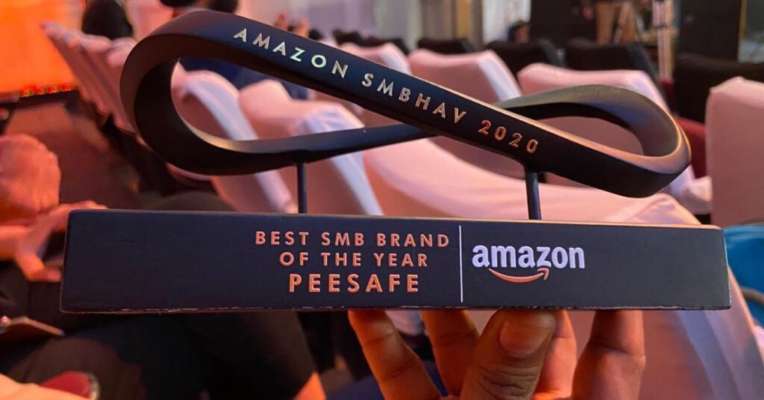 AMAZON SMBHAV 2020
BEST SMB BRAND
OF THE YEAR
PEESAFE
amazon